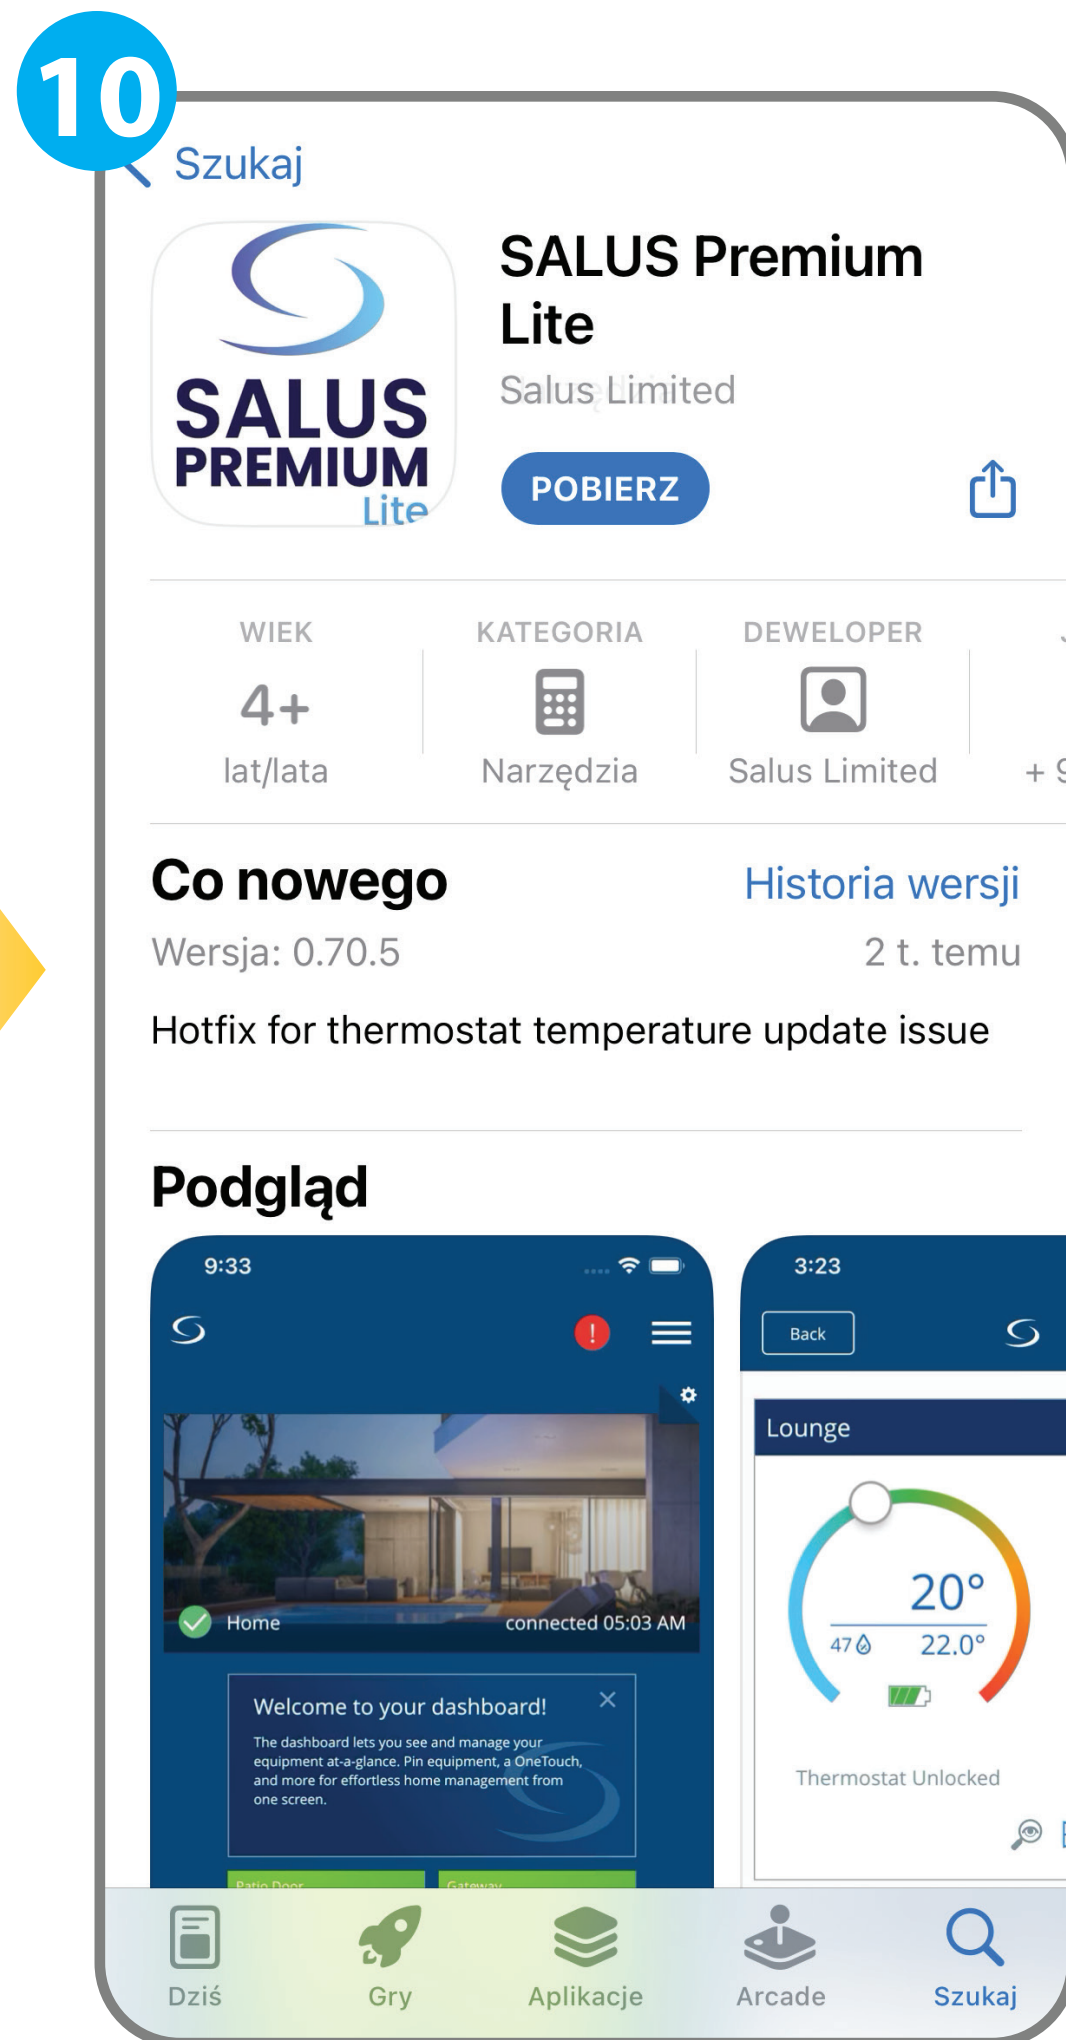 10
Szukaj
SALUS
PREMIUM
Lite
SALUS Premium
Lite
Salus Limited
POBIERZ
WIEK
4+
lat/lata
KATEGORIA
Narzędzia
DEWELOPER
Salus Limited
+ 9
Co nowego
Historia wersji
Wersja: 0.70.5
2 t. temu
Hotfix for thermostat temperature update issue
Podgląd
9:33
!
Home
connected 05:03 AM
Welcome to your dashboard!
The dashboard lets you see and manage your
equipment at-a-glance. Pin equipment, a OneTouch,
and more for effortless home management from
one screen.
Patio Door
Gateway
3:23
Back
Lounge
20°
47
22.0°
Thermostat Unlocked
Dziś
Gry
Aplikacje
Arcade
Szukaj